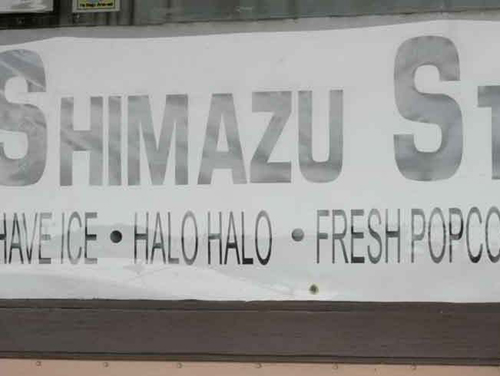 SHIMAZU ST
HAVE ICE • HALO HALO • FRESH POPCO